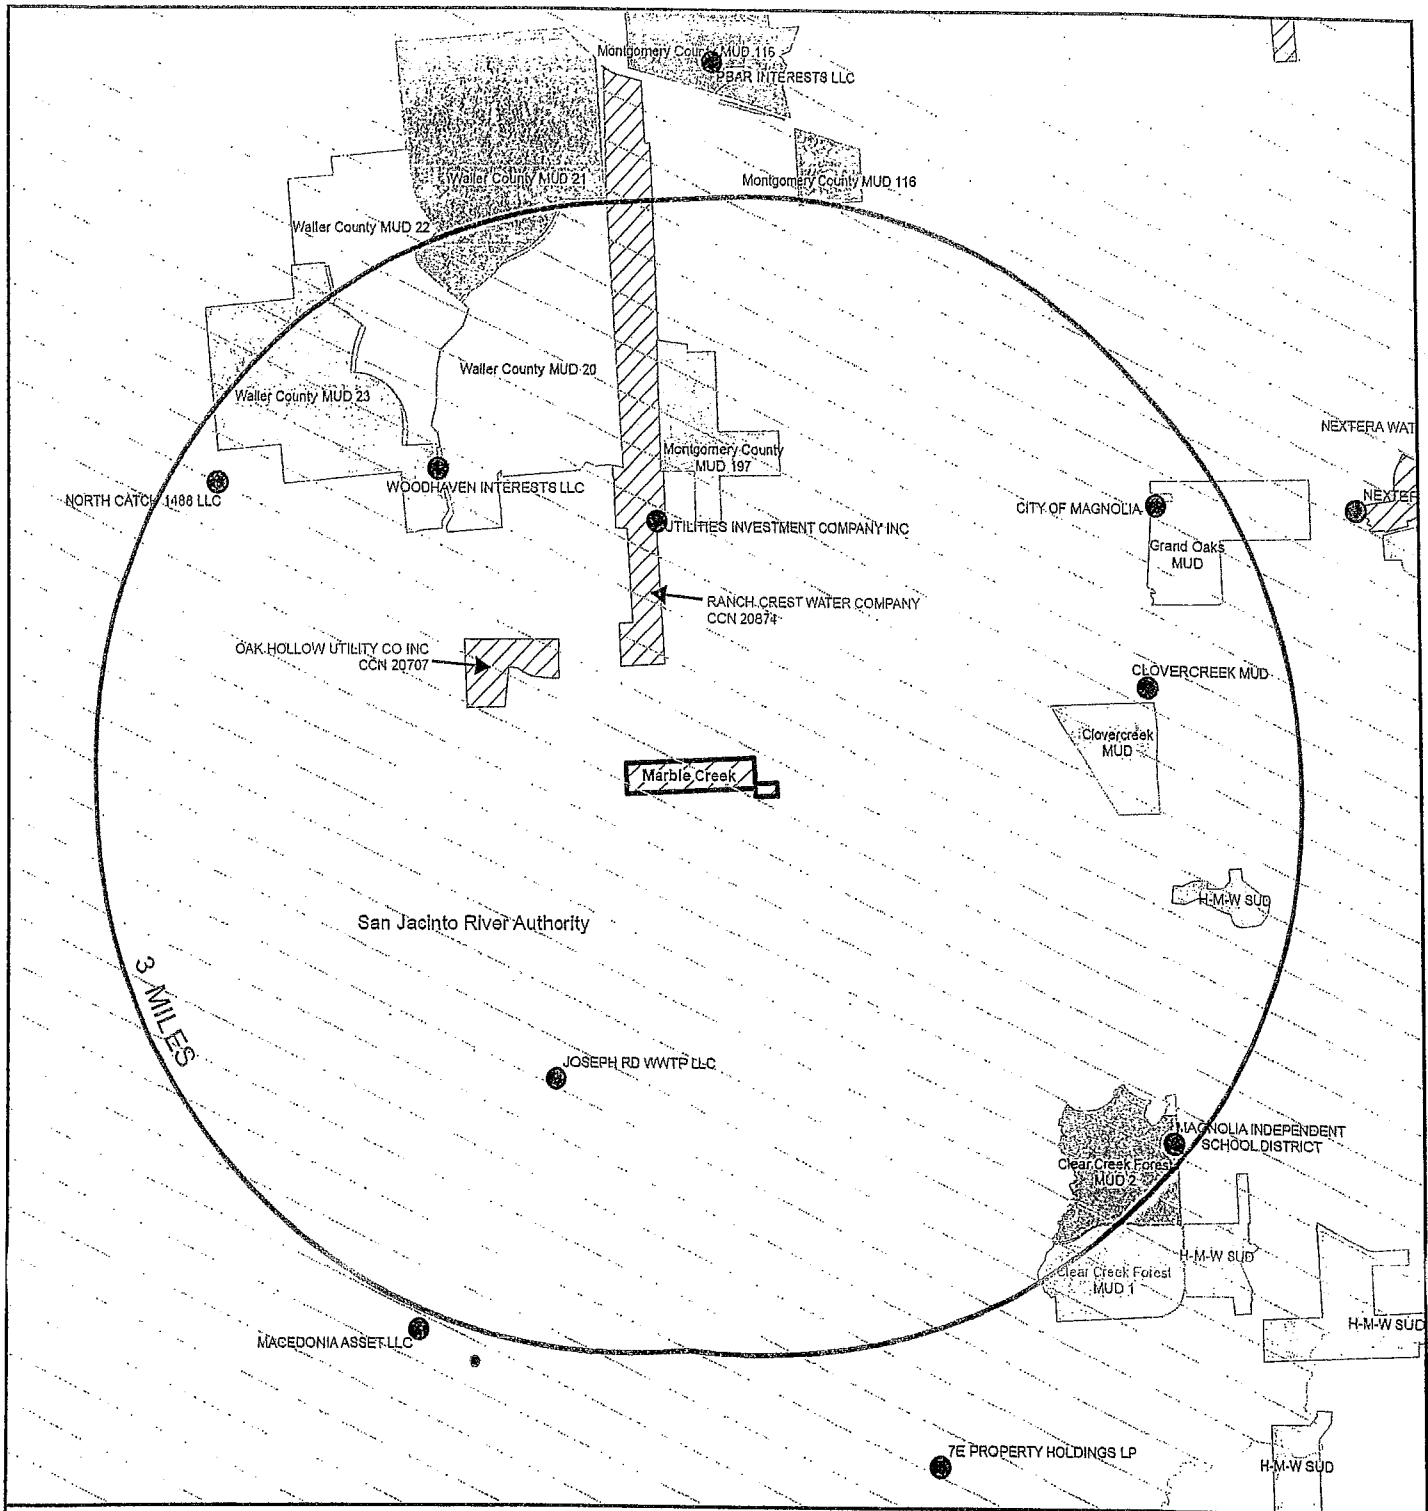 Montgomery County MUD 116
PBAR INTERESTS LLC
Waller County MUD 21
Montgomery County MUD 116
Waller County MUD 22
Waller County MUD 20
Waller County MUD 23
NEXTERA WAT
Montgomery County
MUD 197
NORTH CATCH 1488 LLC
WOODHAVEN INTERESTS LLC
CITY OF MAGNOLIA
NEXTER
UTILITIES INVESTMENT COMPANY INC
Grand Oaks
MUD
RANCH CREST WATER COMPANY
CCN 20874
OAK HOLLOW UTILITY CO INC
CCN 20707
CLOVERCREEK MUD
Clovercreek
MUD
Marble Creek
H-M-W SUD
San Jacinto River Authority
3 MILES
JOSEPH RD WWTP LLC
MAGNOLIA INDEPENDENT
SCHOOL DISTRICT
Clear Creek Forest
MUD 2
H-M-W SUD
Clear Creek Forest
MUD 1
H-M-W SUD
MACEDONIA ASSET LLC
7E PROPERTY HOLDINGS LP
H-M-W SUD